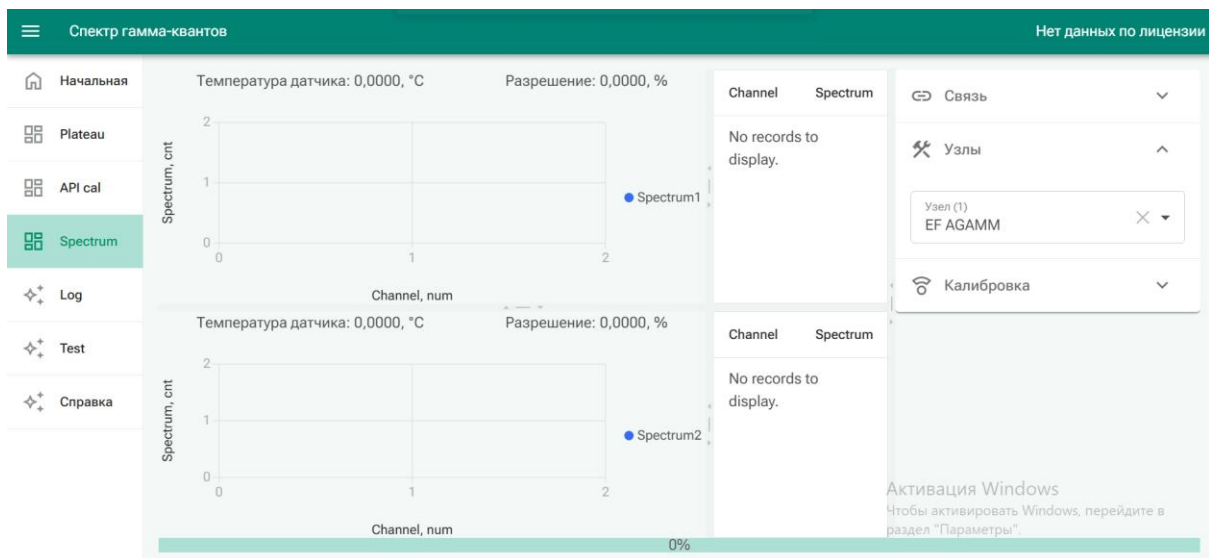 Спектр гамма-квантов
Нет данных по лицензии
Начальная
Plateau
API cal
Spectrum
Log
Test
Справка
Температура датчика: 0,0000, °C
Разрешение: 0,0000, %
Spectrum, cnt
2
1
0
0
1
2
Channel, num
Spectrum1
Channel
Spectrum
No records to
display.
Температура датчика: 0,0000, °C
Разрешение: 0,0000, %
Spectrum, cnt
2
1
0
0
1
2
Channel, num
Spectrum2
Channel
Spectrum
No records to
display.
Связь
Узлы
Узел (1)
EF AGAMM
Калибровка
Активация Windows
Чтобы активировать Windows, перейдите в
раздел "Параметры".
0%